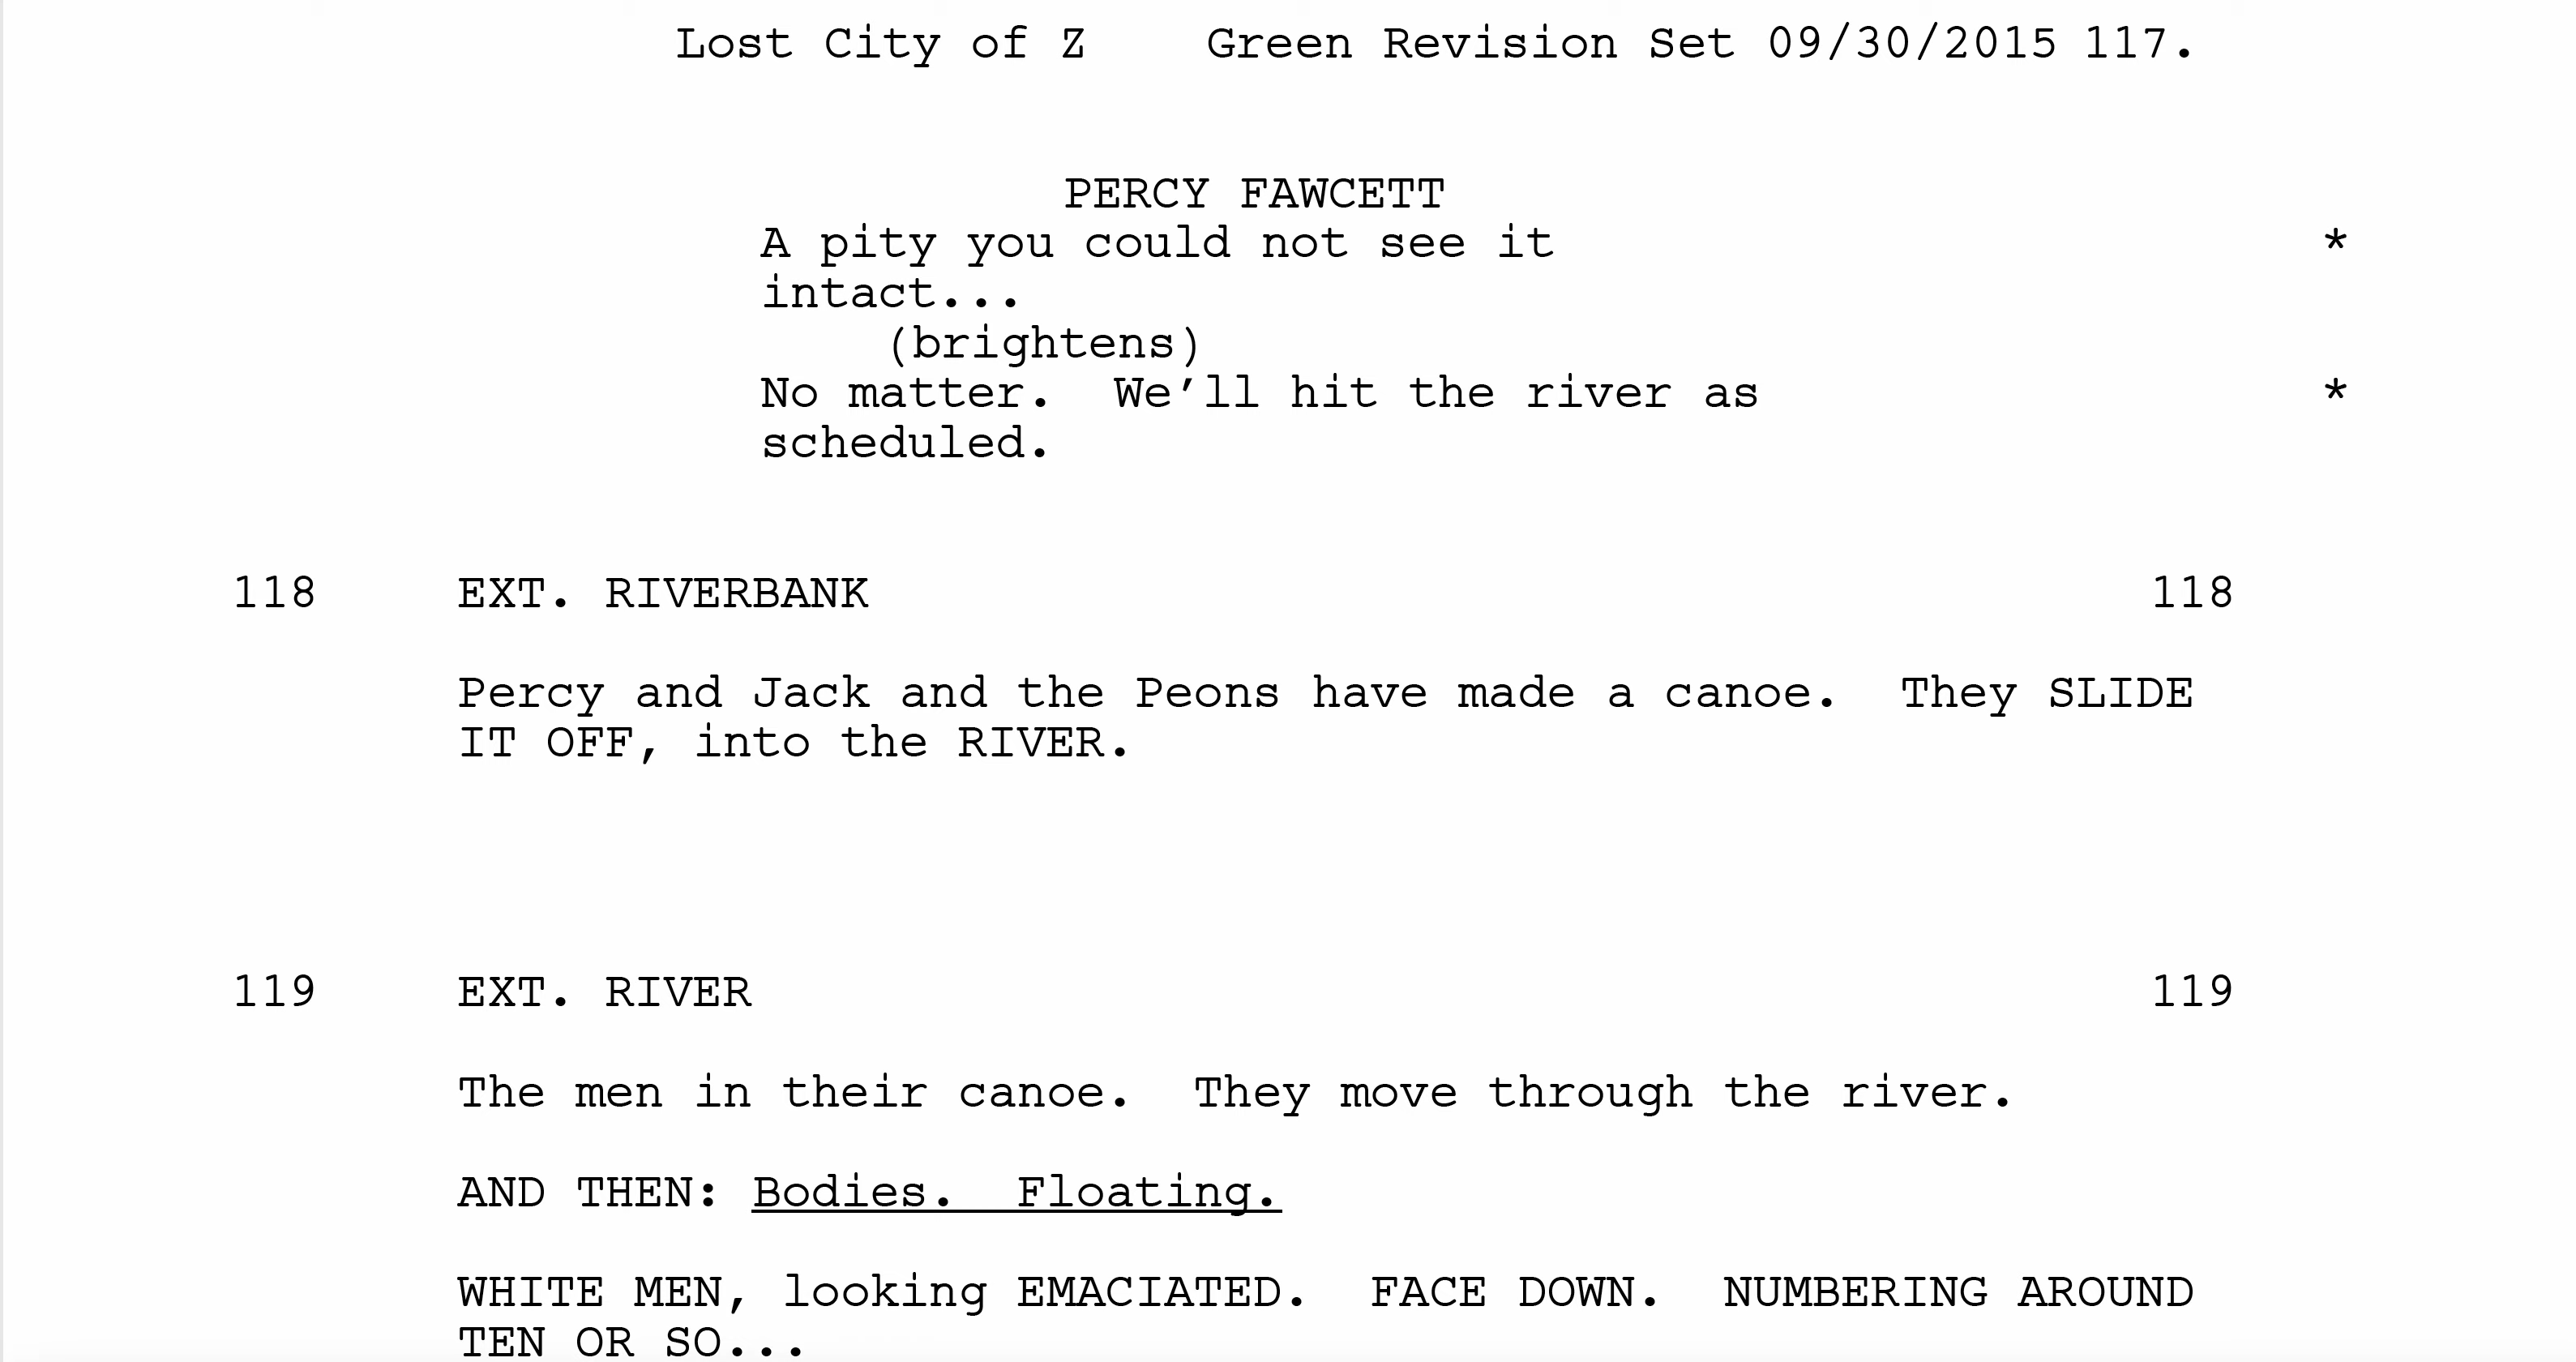 Lost City of Z    Green Revision Set 09/30/2015 117.
PERCY FAWCETT
A pity you could not see it *
intact...
(brightens)
No matter.  We'll hit the river as *
scheduled.
118 EXT. RIVERBANK 118
Percy and Jack and the Peons have made a canoe.  They SLIDE
IT OFF, into the RIVER.
119 EXT. RIVER 119
The men in their canoe.  They move through the river.
AND THEN: Bodies.  Floating.
WHITE MEN, looking EMACIATED.  FACE DOWN.  NUMBERING AROUND
TEN OR SO...